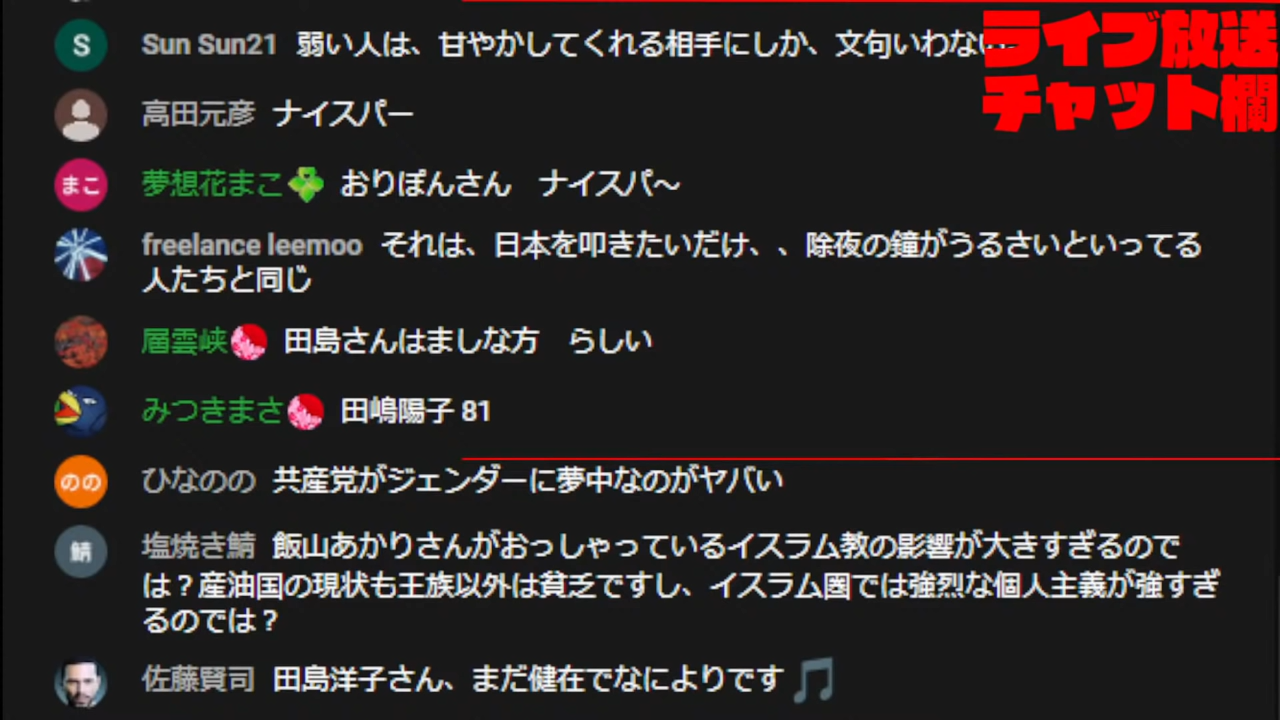 ライブ放送
チャット欄
S Sun Sun21 弱い人は、甘やかしてくれる相手にしか、文句いわない
高田元彦 ナイスパー
まこ 夢想花まこ おりぽんさん　ナイスパ～
freelance leemoo それは、日本を叩きたいだけ、、除夜の鐘がうるさいといってる
人たちと同じ
層雲峡 田島さんはましな方　らしい
みつきまさ 田嶋陽子 81
のの ひなのの 共産党がジェンダーに夢中なのがヤバい
鯖 塩焼き鯖 飯山あかりさんがおっしゃっているイスラム教の影響が大きすぎるので
は？産油国の現状も王族以外は貧乏ですし、イスラム圏では強烈な個人主義が強すぎ
るのでは？
佐藤賢司 田島洋子さん、まだ健在でなによりです🎵